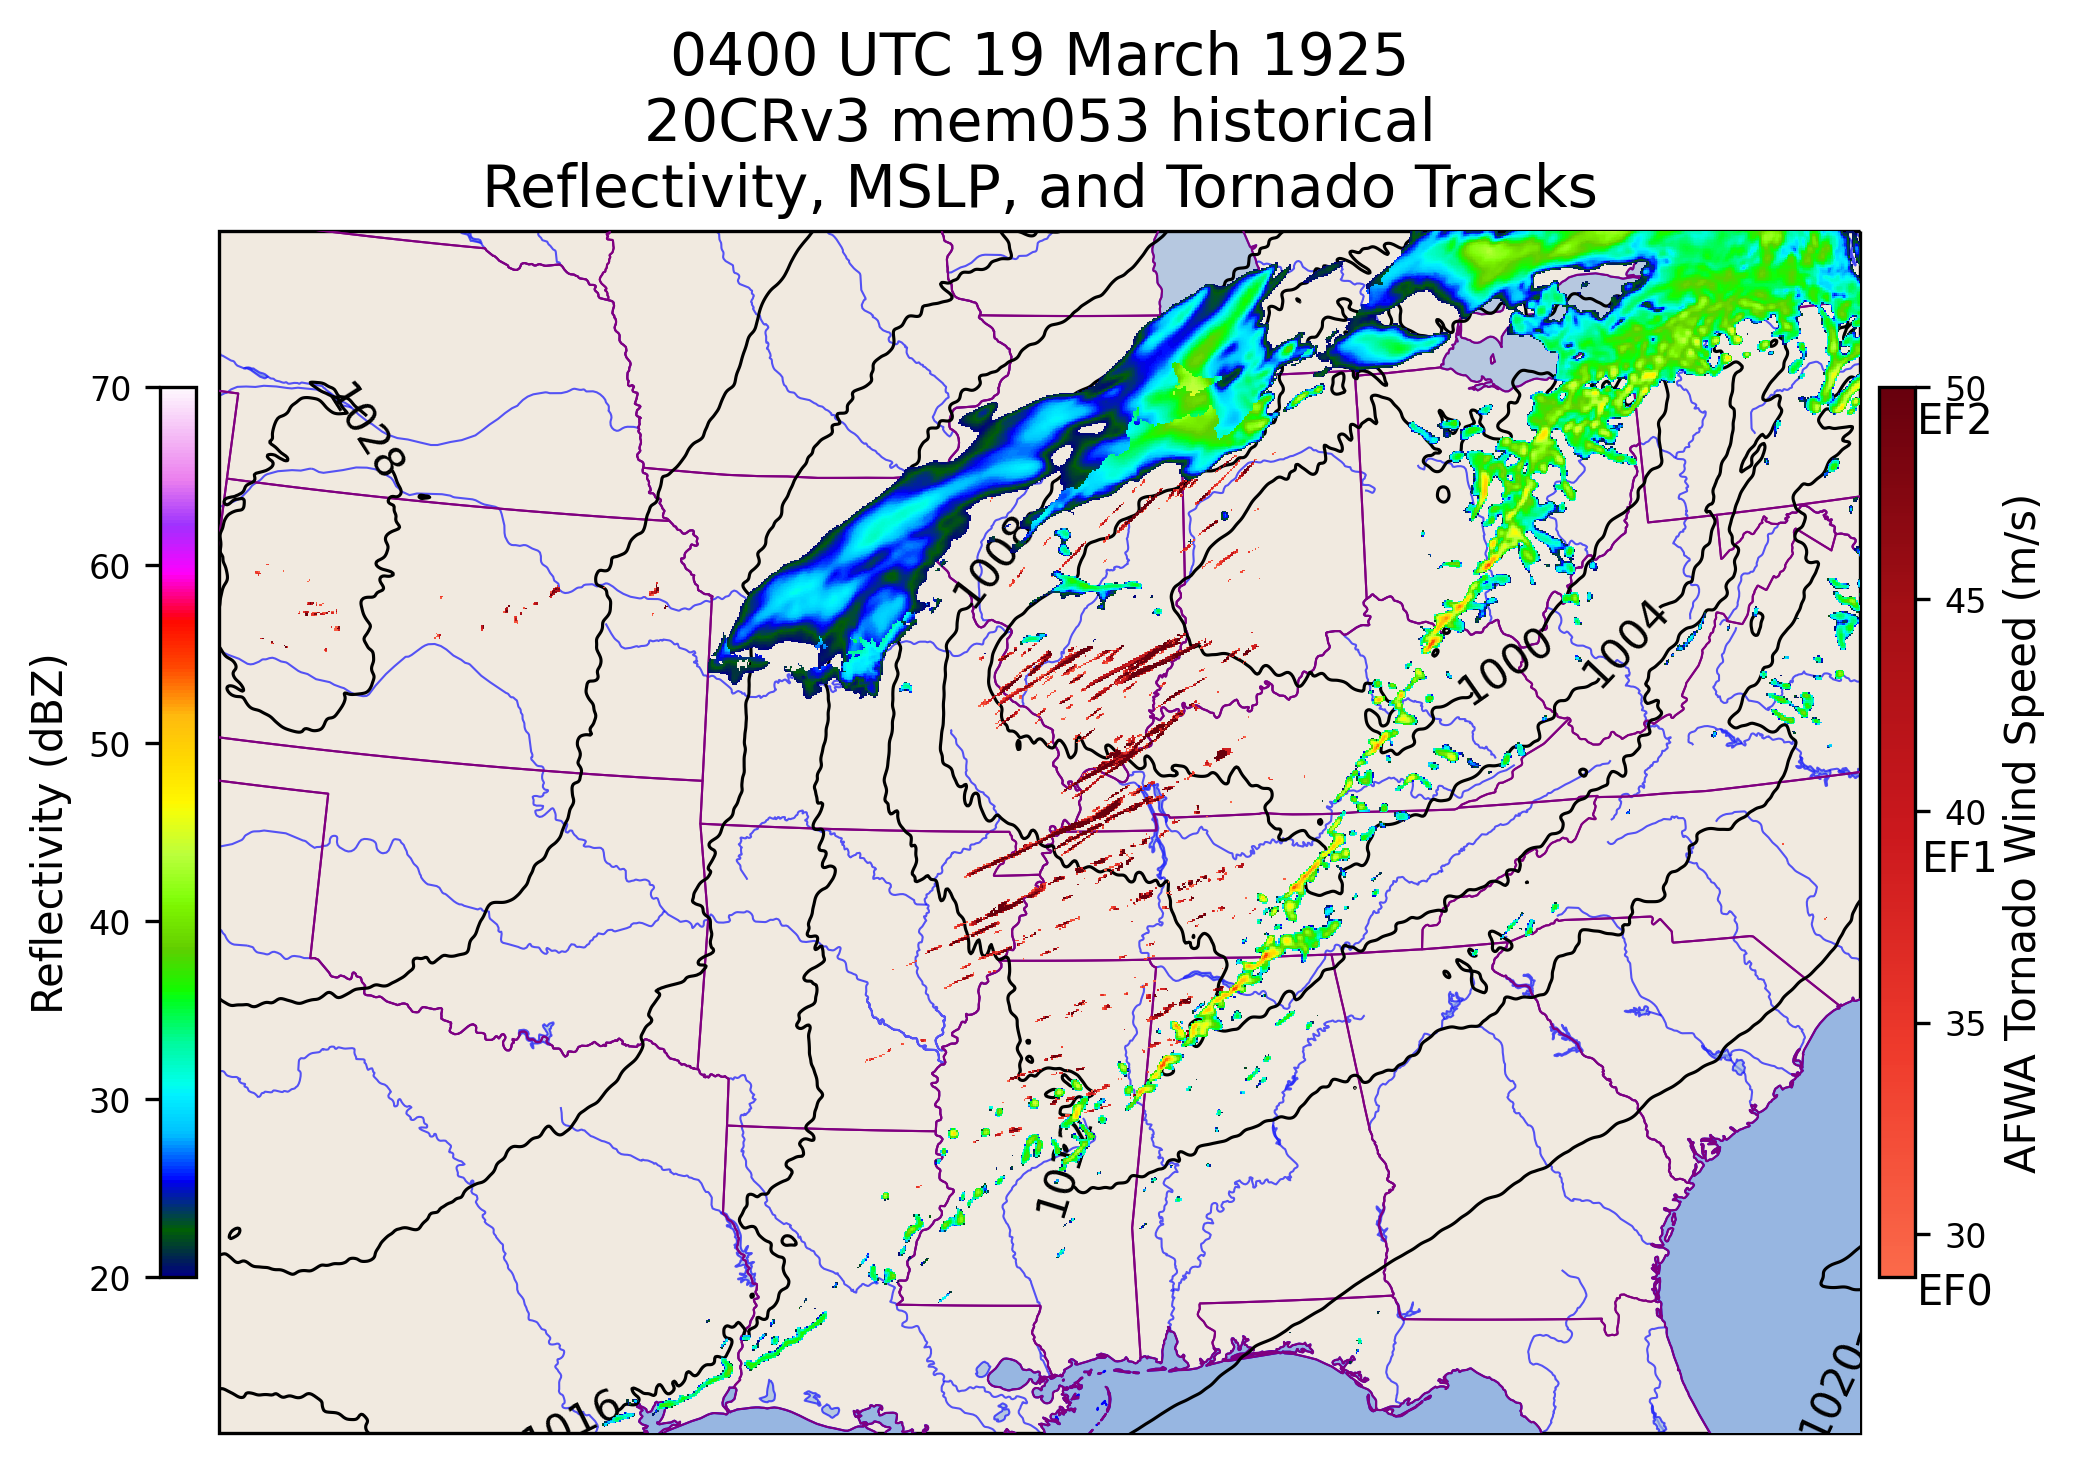 0400 UTC 19 March 1925
20CRv3 mem053 historical
Reflectivity, MSLP, and Tornado Tracks
Reflectivity (dBZ)
70
60
50
40
30
20
1028
1008
1000
1004
1016
1020
50
EF2
45
40
EF1
35
30
EF0
AFWA Tornado Wind Speed (m/s)